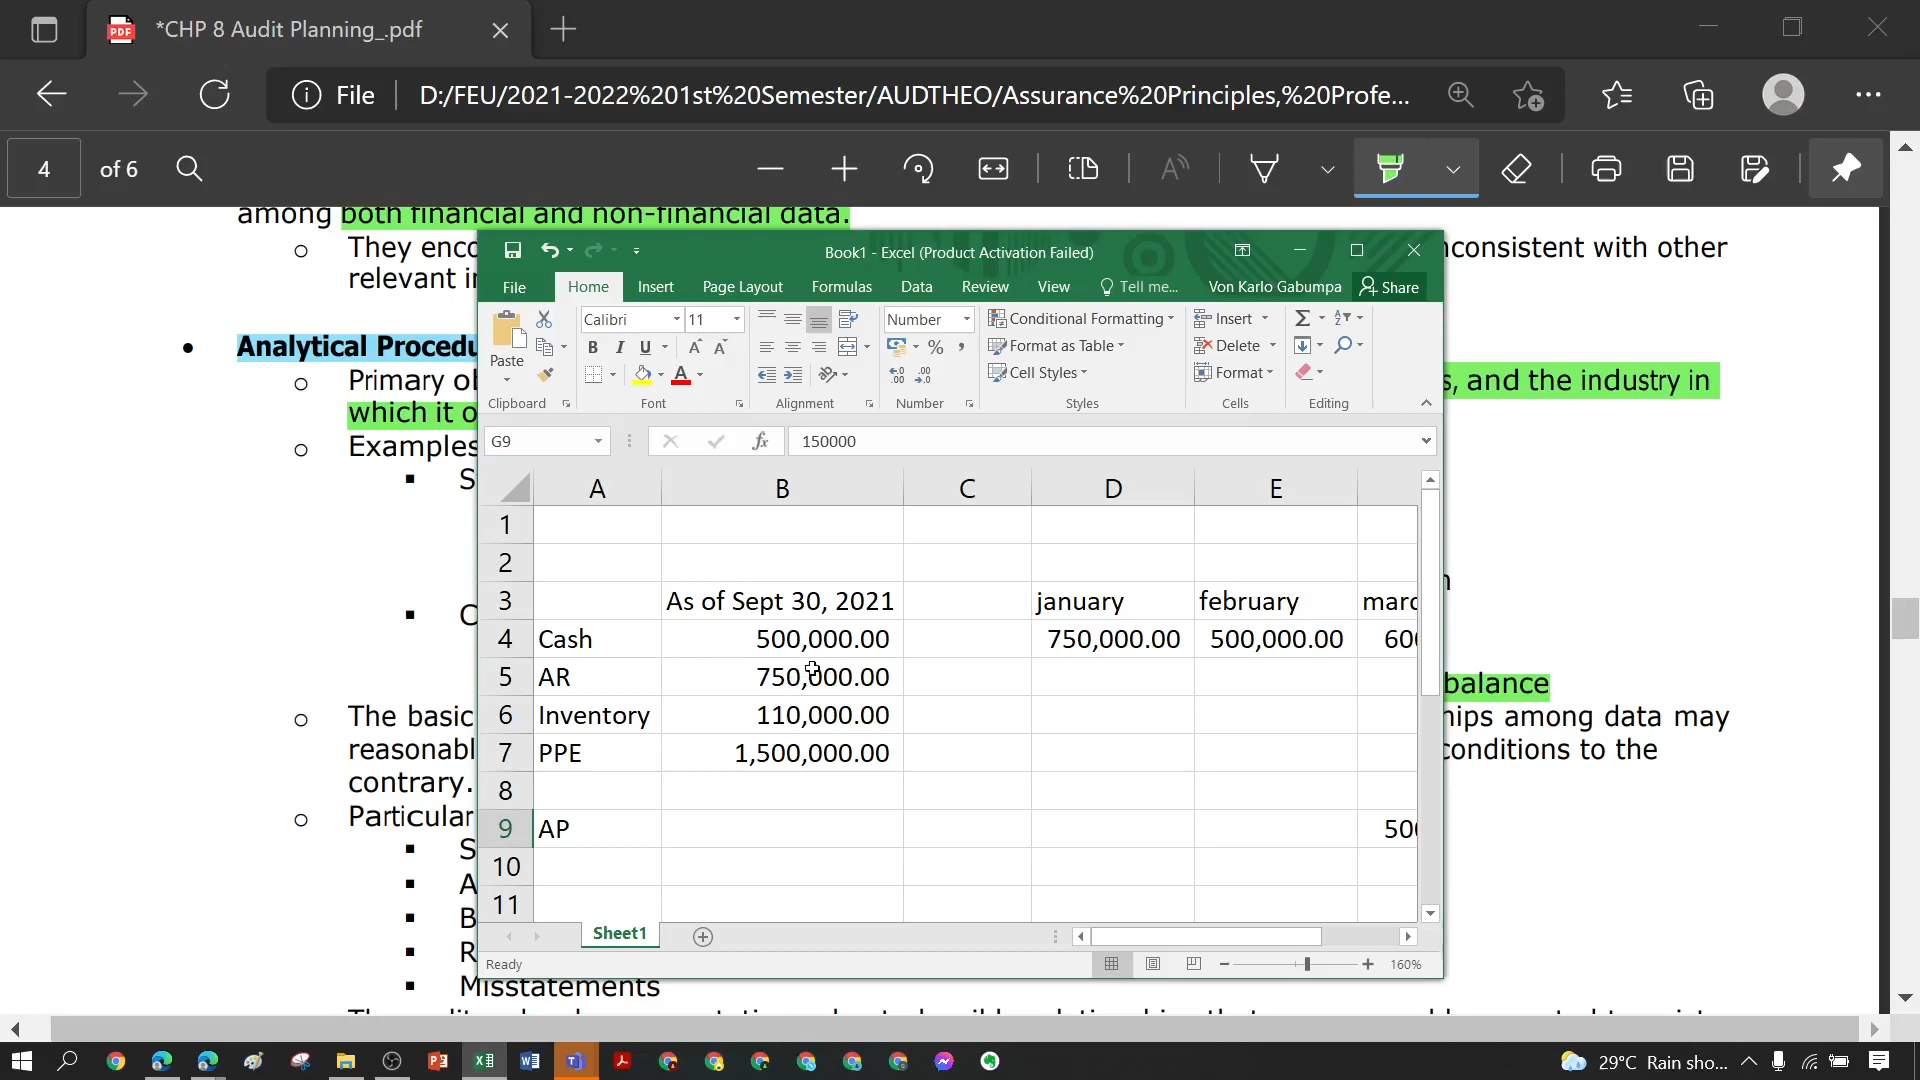 *CHP 8 Audit Planning_.pdf
File
D:/FEU/2021-2022%201st%20Semester/AUDTHEO/Assurance%20Principles,%20Profe...
4 of 6
among both financial and non-financial data.
They enco
Book1 - Excel (Product Activation Failed)
nconsistent with other
relevant i
File Home Insert Page Layout Formulas Data Review View Tell me... Von Karlo Gabumpa Share
Analytical Procedu
Paste Calibri 11 Number Conditional Formatting Insert
B I U A A % Format as Table Delete
A Cell Styles Format
Clipboard Font Alignment Number Styles Cells Editing
Primary o
s, and the industry in
which it o
Examples
G9 fx 150000
A B C D E
1
2
3 As of Sept 30, 2021 january february marc
4 Cash 500,000.00 750,000.00 500,000.00 60
5 AR 750,000.00
6 Inventory 110,000.00
7 PPE 1,500,000.00
8
9 AP 50
10
11
balance
The basic
hips among data may
reasonabl
conditions to the
contrary.
Particular
S
A
B
R
Sheet1
Ready 160%
Misstatements
29°C Rain sho...